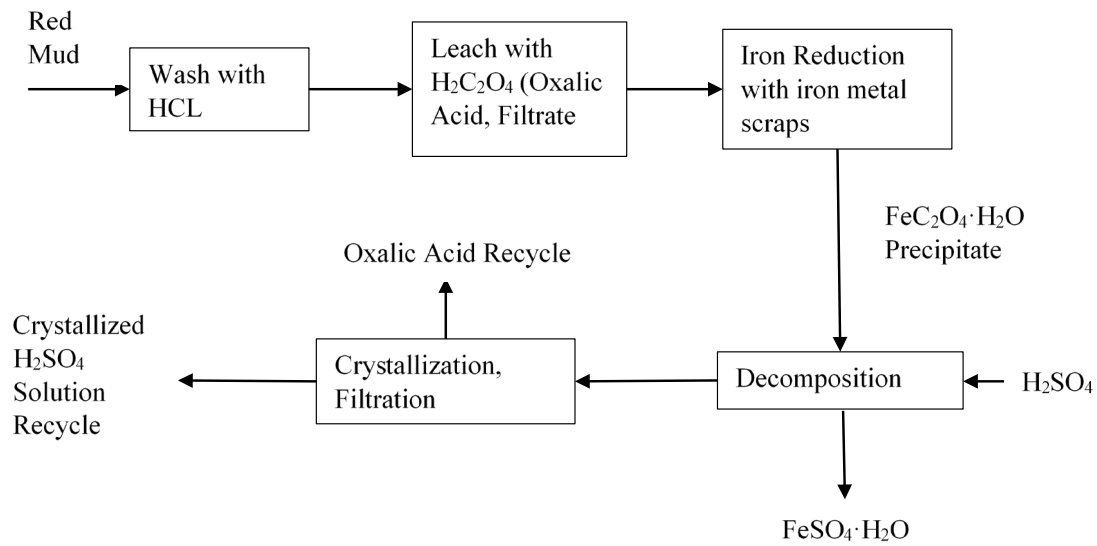 Red
Mud
Wash with
HCL
Leach with
H₂C₂O₄ (Oxalic
Acid, Filtrate
Iron Reduction
with iron metal
scraps
FeC₂O₄·H₂O
Precipitate
Oxalic Acid Recycle
Crystallized
H₂SO₄
Solution
Recycle
Crystallization,
Filtration
Decomposition
H₂SO₄
FeSO₄·H₂O